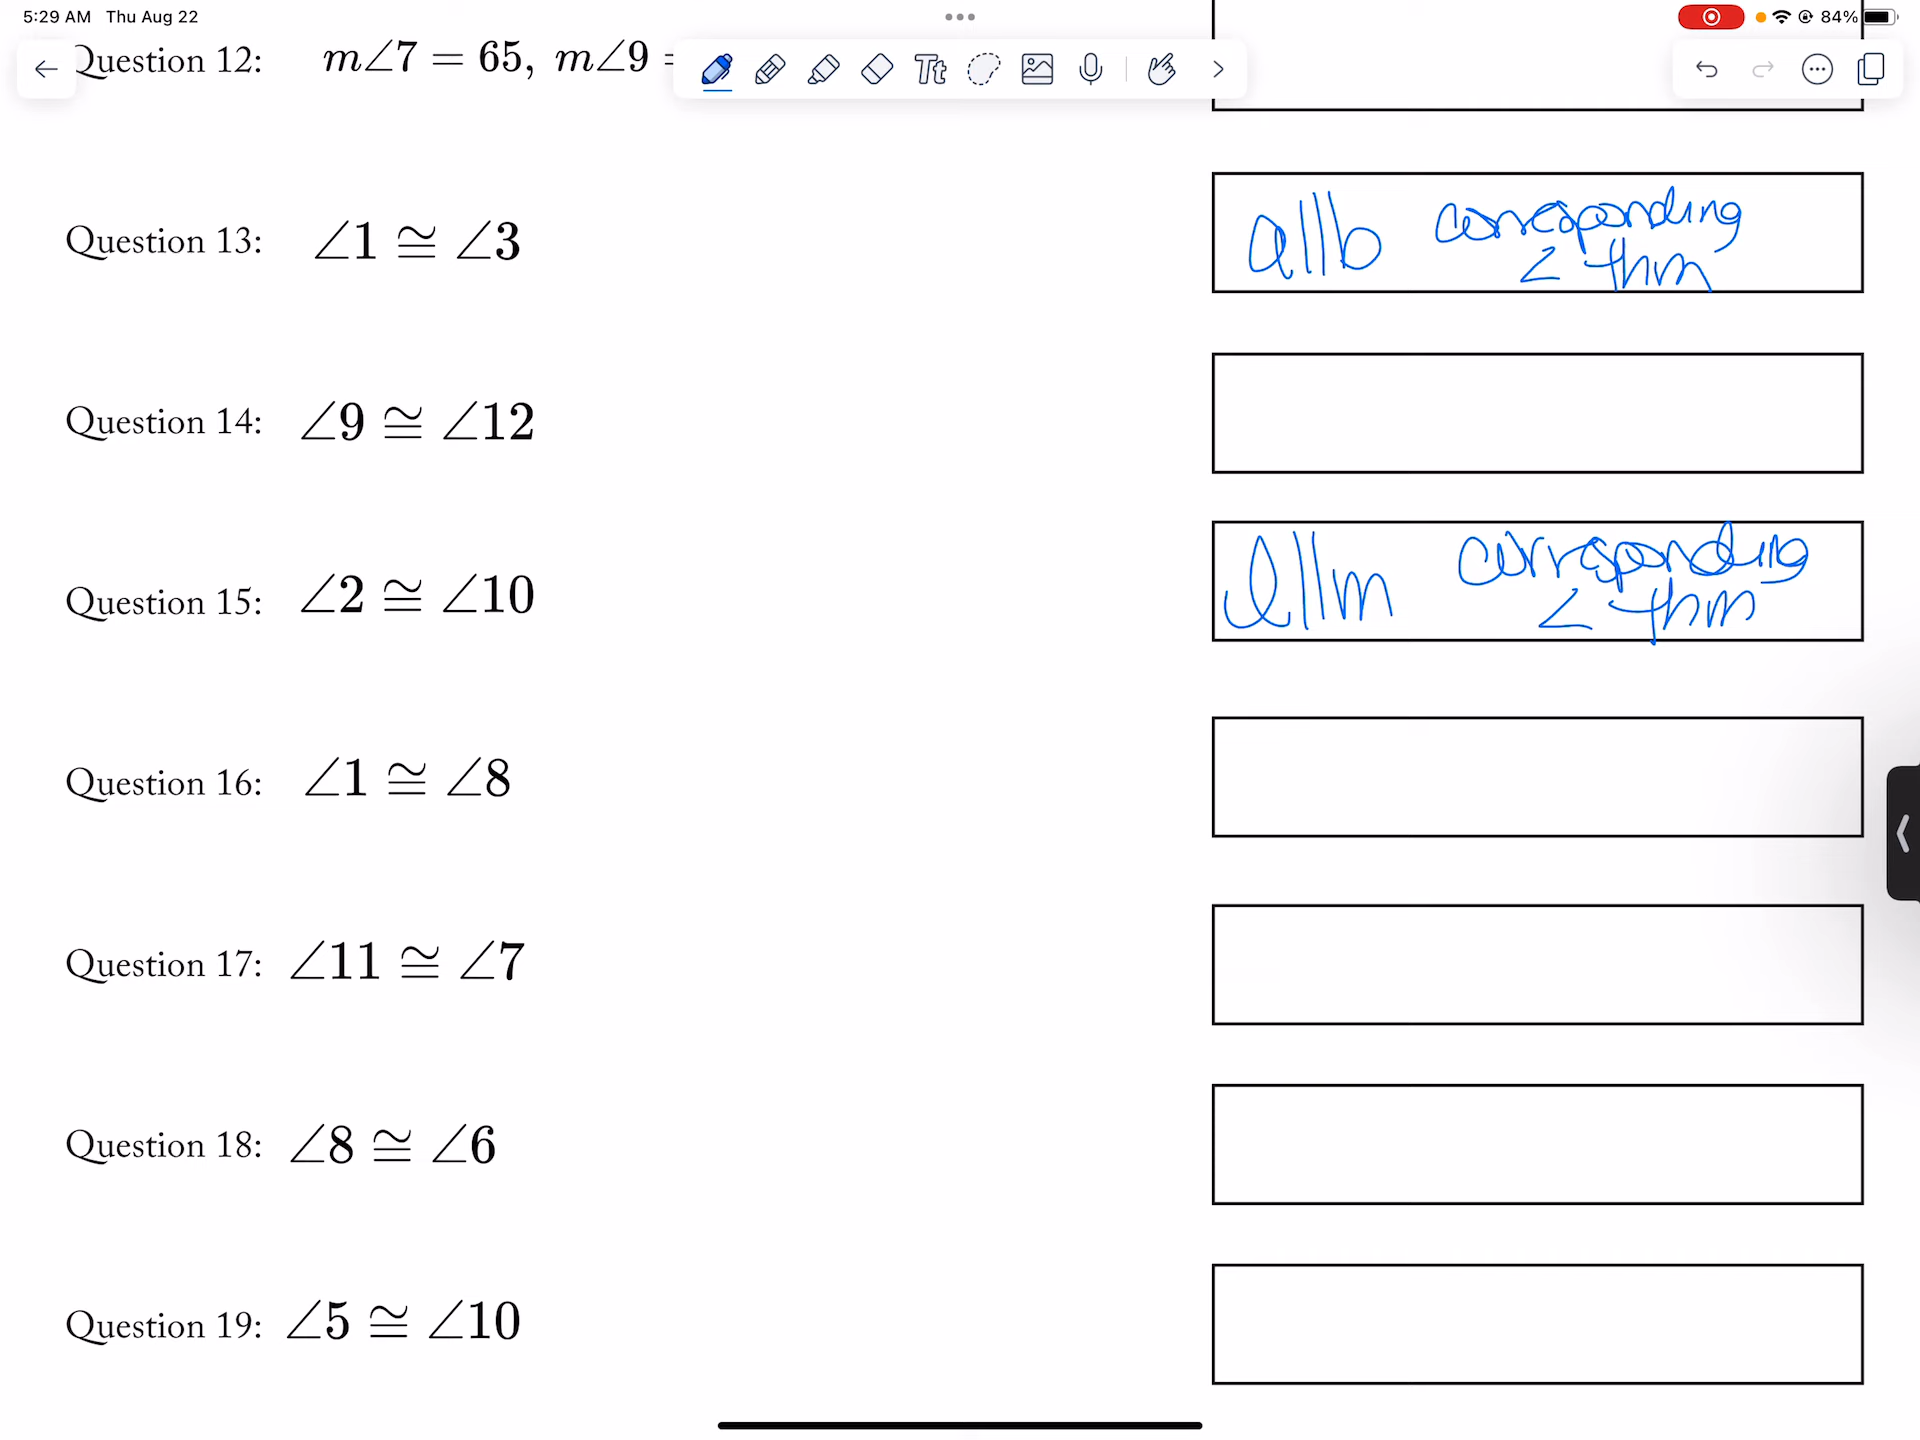 5:29 AM Thu Aug 22
84%
Question 12: m∠7 = 65, m∠9 =
Tt
Question 13: ∠1 ≅ ∠3
a||b corresponding
∠ thm
Question 14: ∠9 ≅ ∠12
Question 15: ∠2 ≅ ∠10
l||m corrsponding
∠ thm
Question 16: ∠1 ≅ ∠8
Question 17: ∠11 ≅ ∠7
Question 18: ∠8 ≅ ∠6
Question 19: ∠5 ≅ ∠10